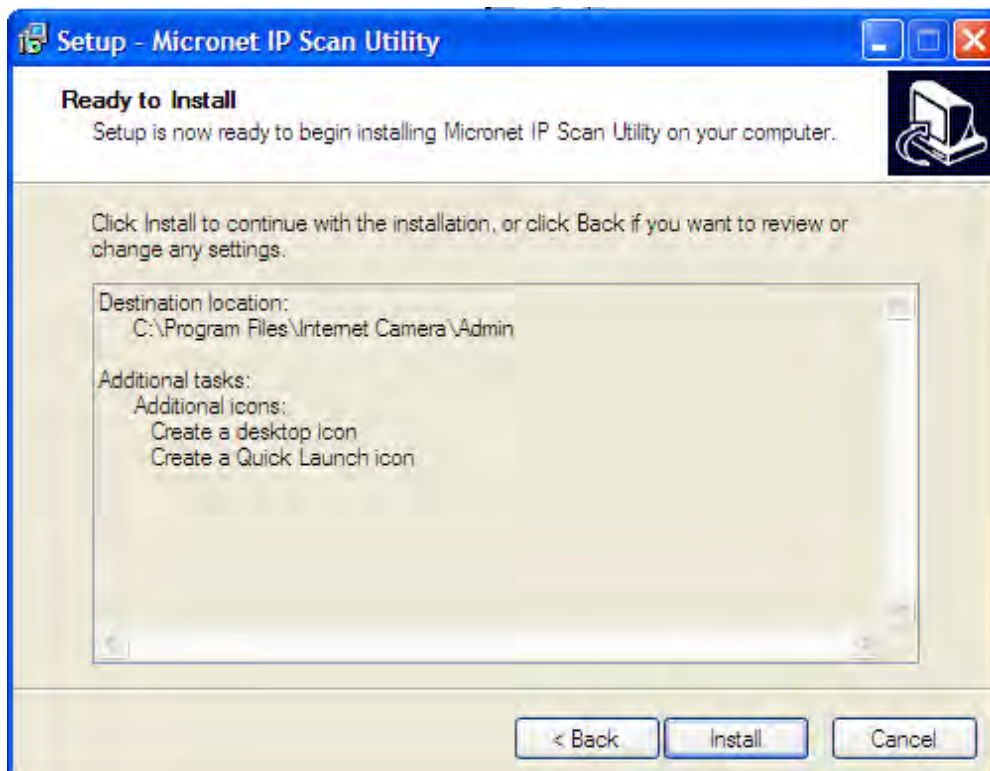 Setup - Micronet IP Scan Utility
Ready to Install
Setup is now ready to begin installing Micronet IP Scan Utility on your computer.
Click Install to continue with the installation, or click Back if you want to review or
change any settings.
Destination location:
C:\Program Files\Internet Camera\Admin
Additional tasks:
Additional icons:
Create a desktop icon
Create a Quick Launch icon
< Back Install Cancel